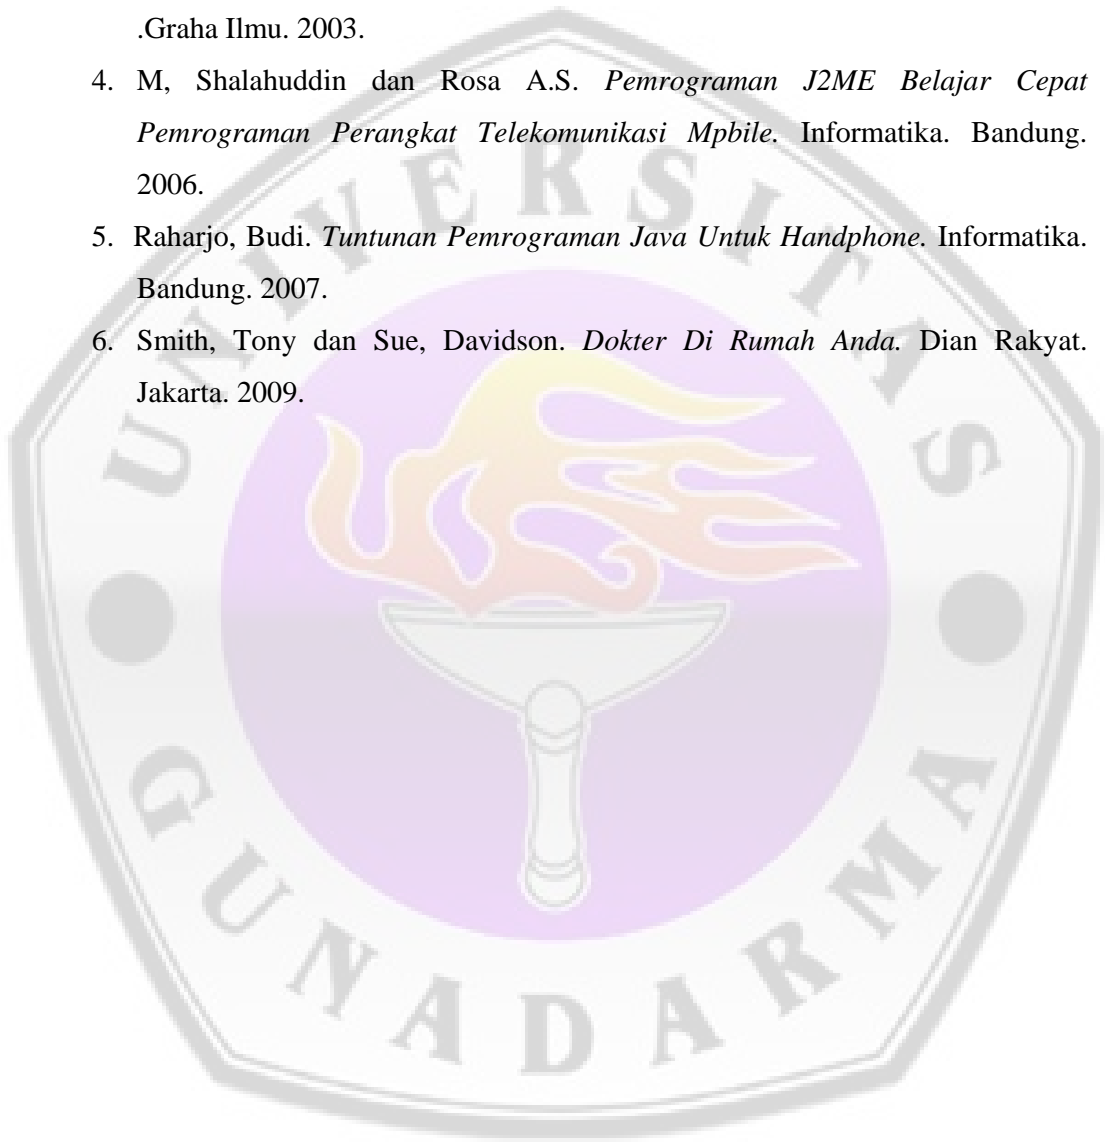 .Graha Ilmu. 2003.
4. M, Shalahuddin dan Rosa A.S. Pemrograman J2ME Belajar Cepat
Pemrograman Perangkat Telekomunikasi Mpbile. Informatika. Bandung.
2006.
5. Raharjo, Budi. Tuntunan Pemrograman Java Untuk Handphone. Informatika.
Bandung. 2007.
6. Smith, Tony dan Sue, Davidson. Dokter Di Rumah Anda. Dian Rakyat.
Jakarta. 2009.
UNIVERSITAS
GUNADARMA